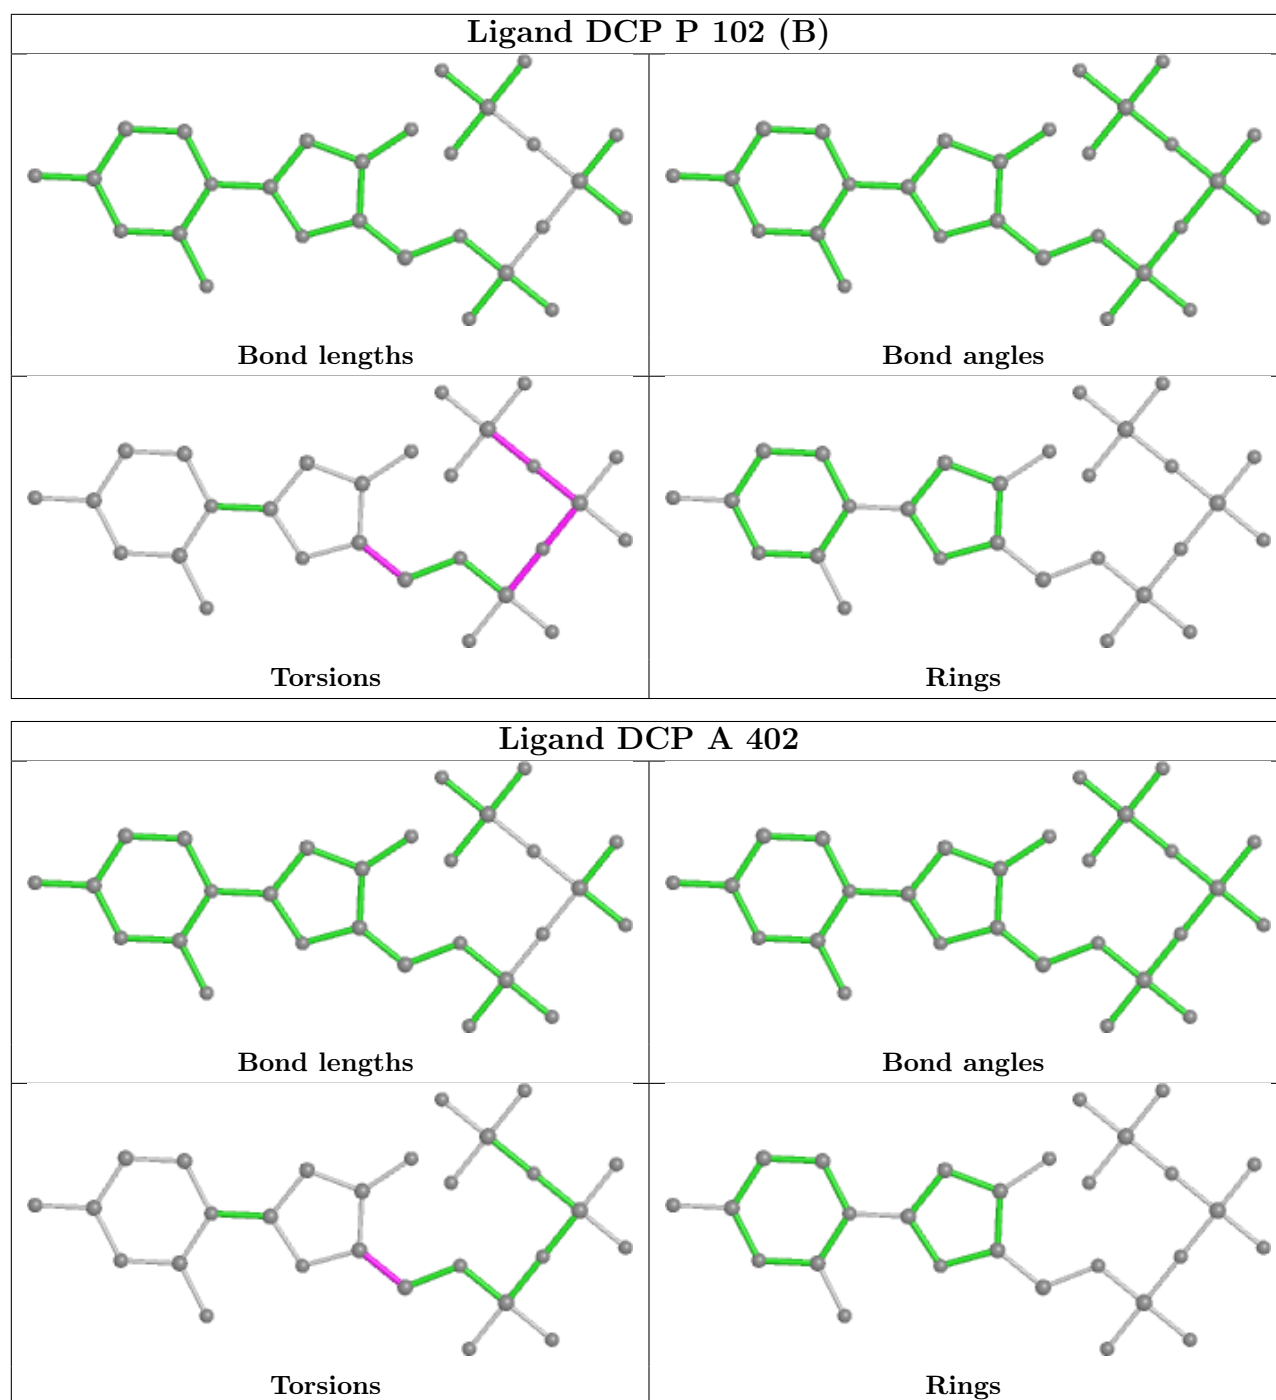 Ligand DCP P 102 (B)
Bond lengths
Bond angles
Torsions
Rings
Ligand DCP A 402
Bond lengths
Bond angles
Torsions
Rings